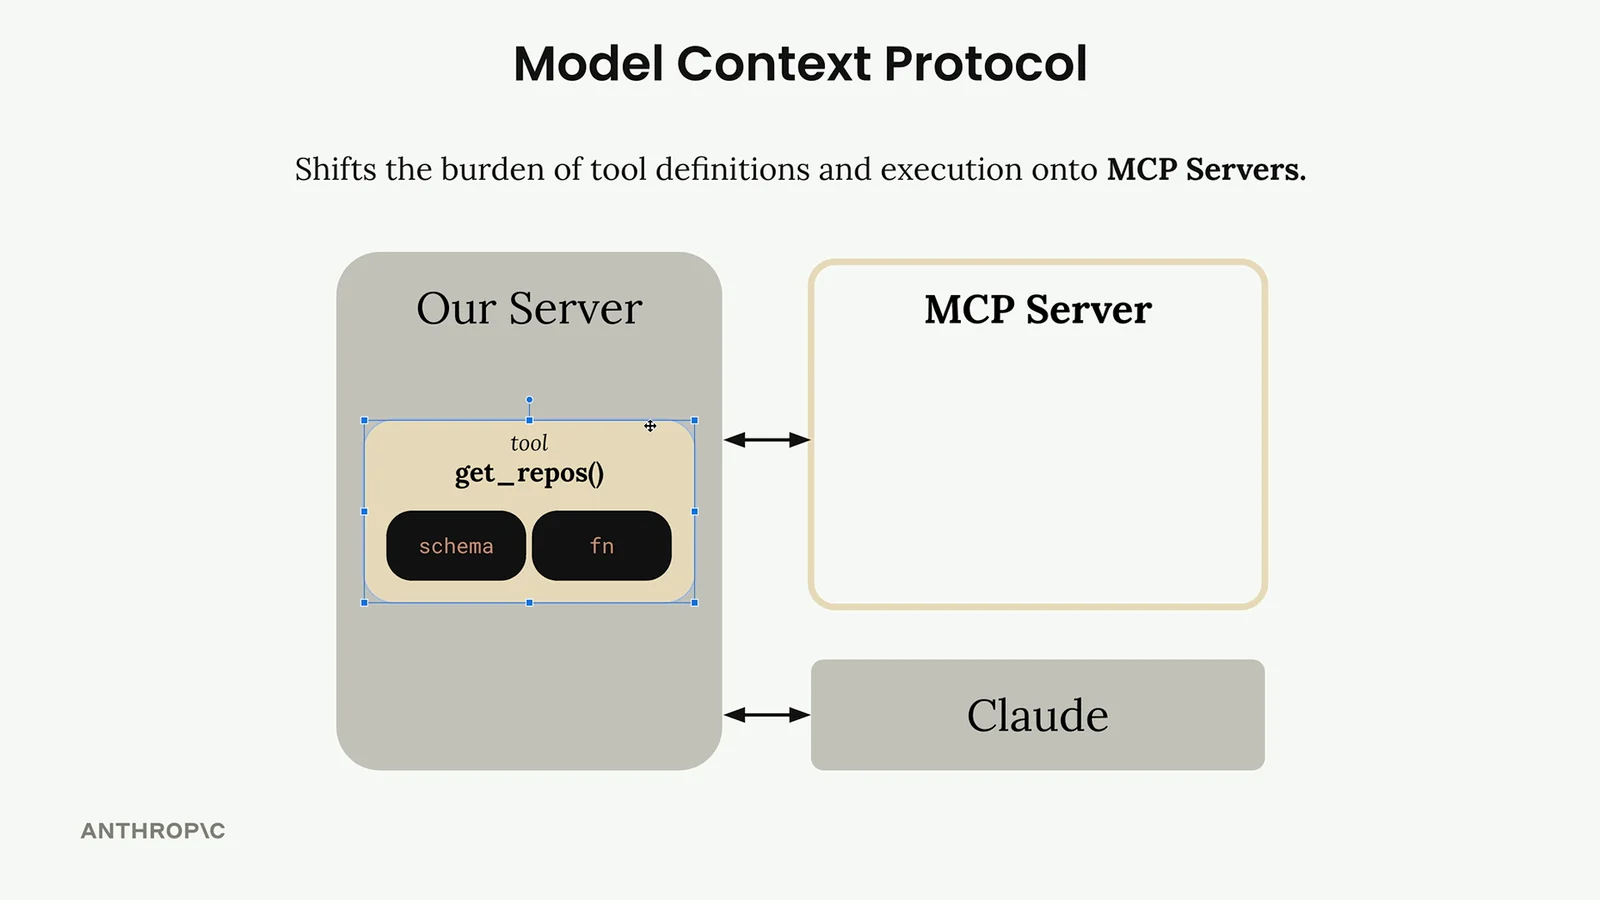 Model Context Protocol
Shifts the burden of tool definitions and execution onto MCP Servers.
Our Server
MCP Server
tool
get_repos()
schema
fn
Claude
ANTHROP\C